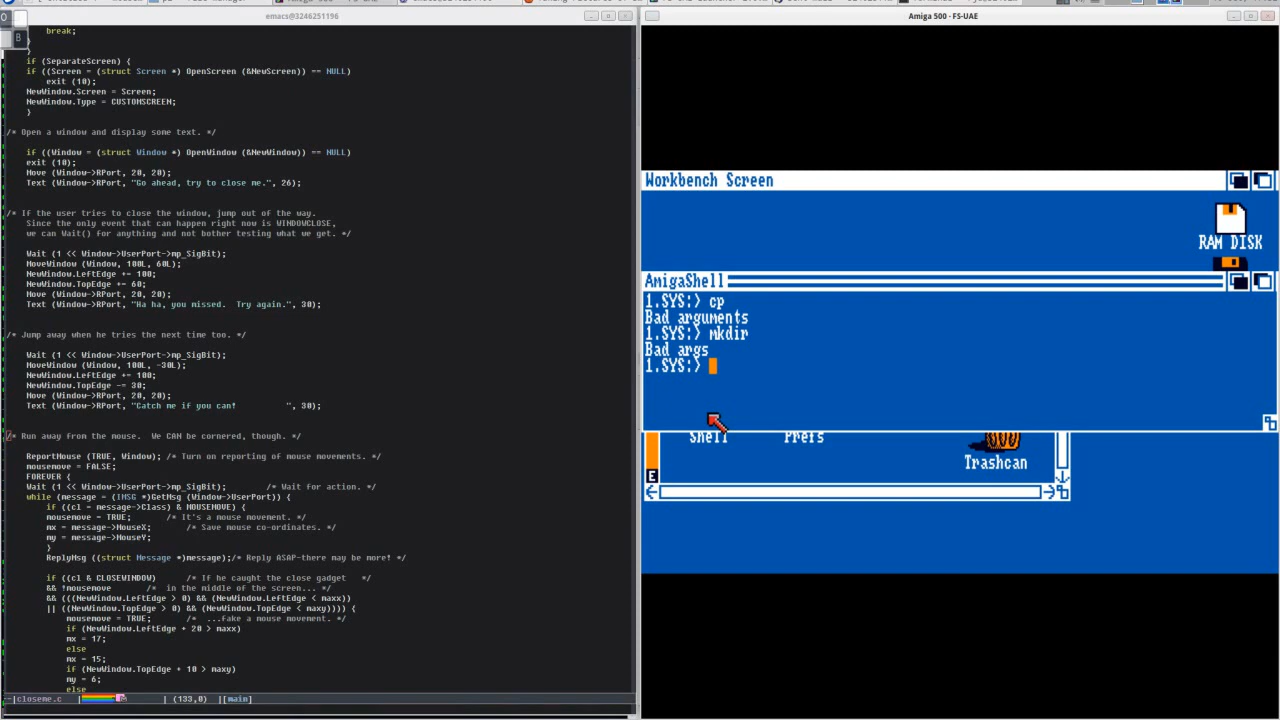 emacs@3246251196
break;
}
}
if (SeparateScreen) {
if ((Screen = (struct Screen *) OpenScreen (&NewScreen)) == NULL)
exit (10);
NewWindow.Screen = Screen;
NewWindow.Type = CUSTOMSCREEN;
}
/* Open a window and display some text. */
if ((Window = (struct Window *) OpenWindow (&NewWindow)) == NULL)
exit (10);
Move (Window->RPort, 20, 20);
Text (Window->RPort, "Go ahead, try to close me.", 26);
/* If the user tries to close the window, jump out of the way.
Since the only event that can happen right now is WINDOWCLOSE,
we can Wait() for anything and not bother testing what we get. */
Wait (1 << Window->UserPort->mp_SigBit);
MoveWindow (Window, 100L, 60L);
NewWindow.LeftEdge += 100;
NewWindow.TopEdge += 60;
Move (Window->RPort, 20, 20);
Text (Window->RPort, "Ha ha, you missed.  Try again.", 30);
/* Jump away when he tries the next time too. */
Wait (1 << Window->UserPort->mp_SigBit);
MoveWindow (Window, 100L, -30L);
NewWindow.LeftEdge += 100;
NewWindow.TopEdge -= 30;
Move (Window->RPort, 20, 20);
Text (Window->RPort, "Catch me if you can!          ", 30);
/* Run away from the mouse.  We CAN be cornered, though. */
ReportMouse (TRUE, Window); /* Turn on reporting of mouse movements. */
mousemove = FALSE;
FOREVER {
Wait (1 << Window->UserPort->mp_SigBit);        /* Wait for action. */
while (message = (IMSG *)GetMsg (Window->UserPort)) {
if ((cl = message->Class) & MOUSEMOVE) {
mousemove = TRUE;      /* It's a mouse movement. */
mx = message->MouseX;     /* Save mouse co-ordinates. */
my = message->MouseY;
}
ReplyMsg ((struct Message *)message);/* Reply ASAP-there may be more! */
if ((cl & CLOSEWINDOW)      /* If he caught the close gadget   */
&& !mousemove      /*  in the middle of the screen... */
&& (((NewWindow.LeftEdge > 0) && (NewWindow.LeftEdge < maxx))
|| ((NewWindow.TopEdge > 0) && (NewWindow.TopEdge < maxy)))) {
mousemove = TRUE;      /*  ...fake a mouse movement. */
if (NewWindow.LeftEdge + 20 > maxx)
mx = 17;
else
mx = 15;
if (NewWindow.TopEdge + 10 > maxy)
my = 6;
else
closeme.c (133,0) |[main]
Amiga 500 - FS-UAE
Workbench Screen
RAM DISK
AmigaShell
1.SYS:> cp
Bad arguments
1.SYS:> mkdir
Bad args
1.SYS:>
Shell Prefs
Trashcan
E